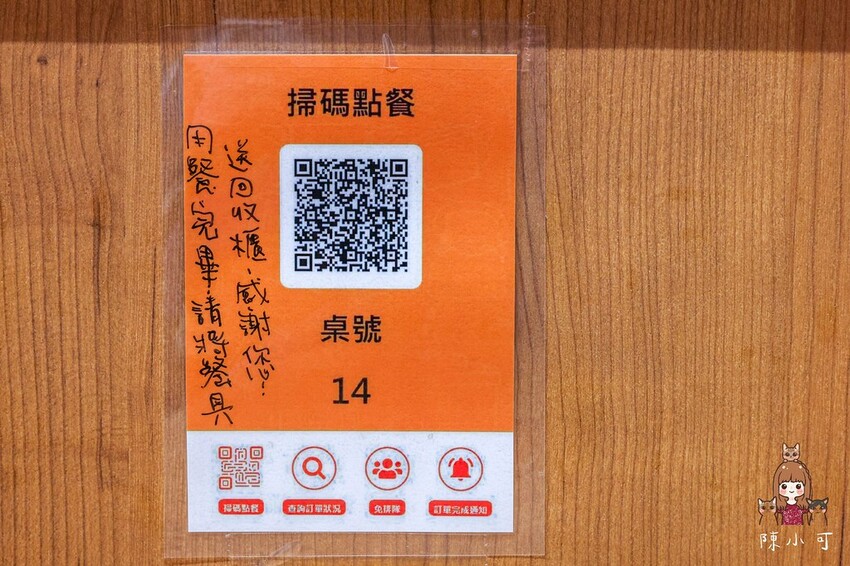 掃碼點餐
用餐完畢,請將餐具
送回收櫃,感謝您!
桌號
14
掃碼點餐
查詢訂單狀況
免排隊
訂單完成通知
陳小可